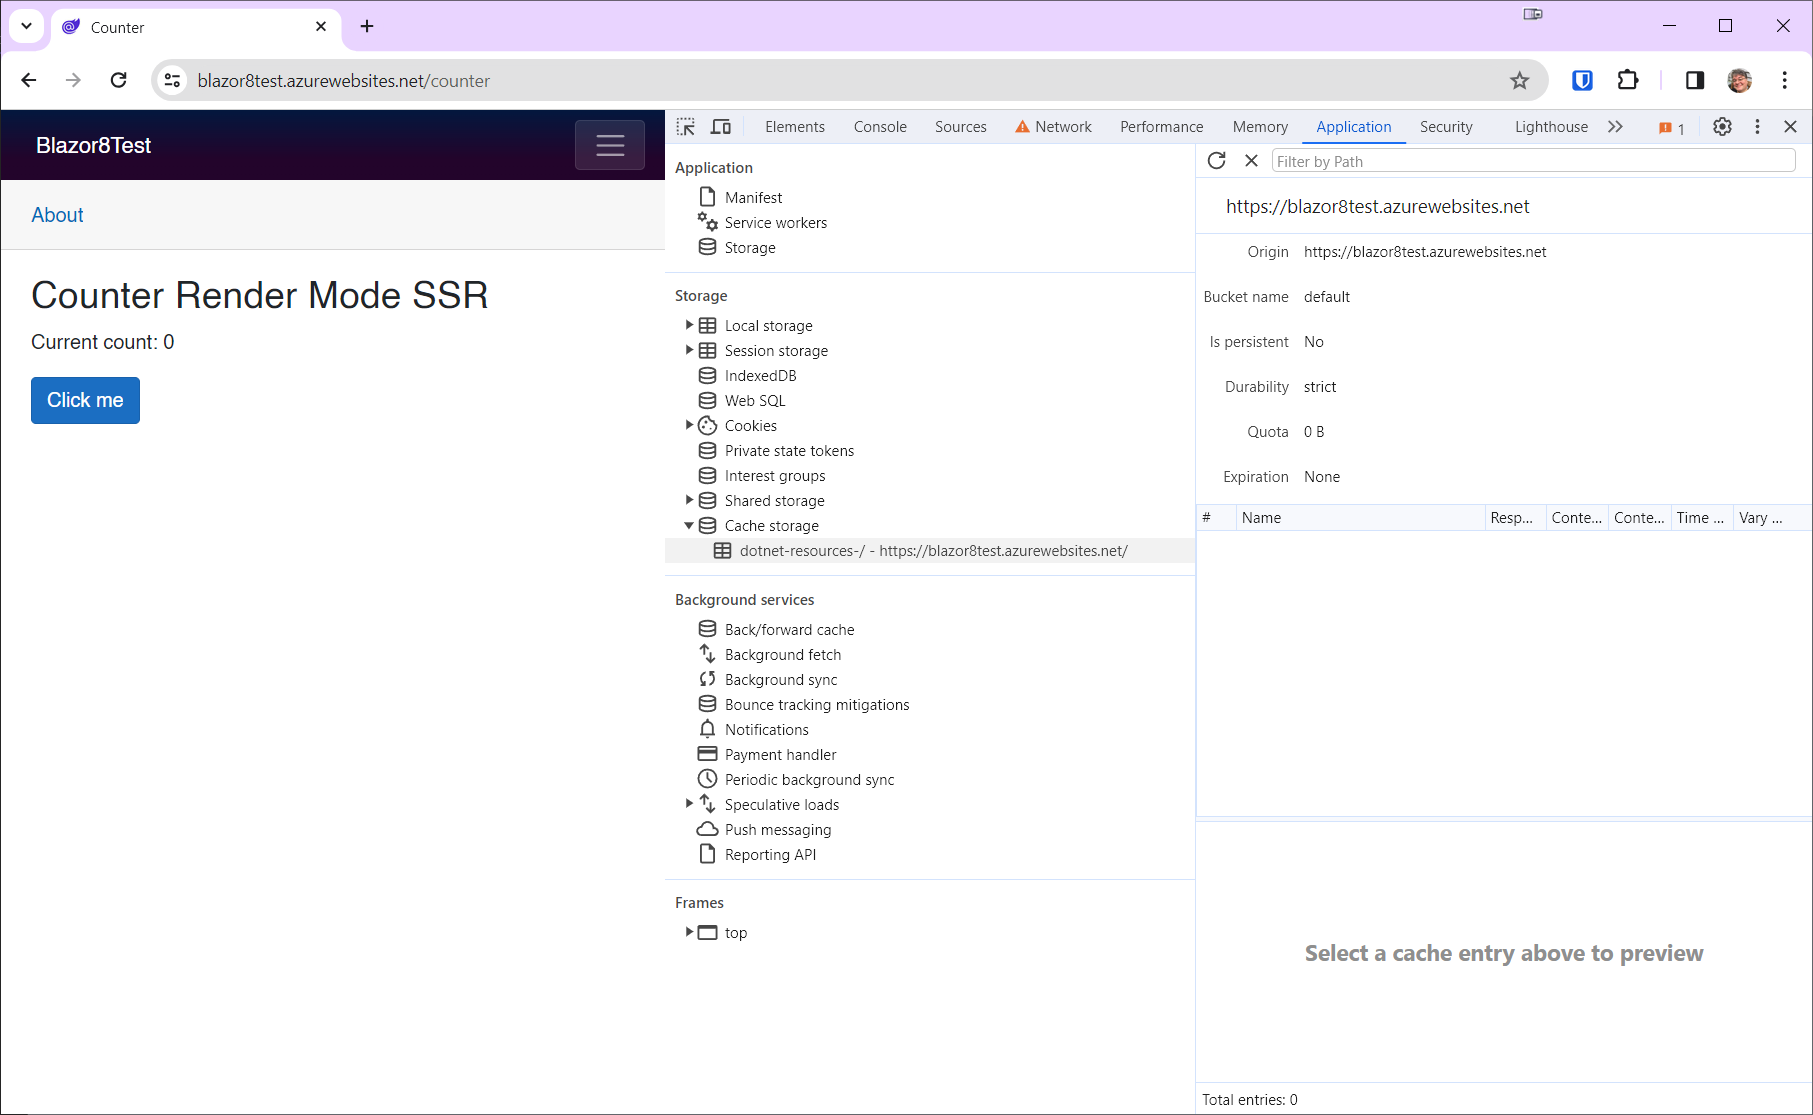 Counter
blazor8test.azurewebsites.net/counter
Blazor8Test
About
Counter Render Mode SSR
Current count: 0
Click me
Elements Console Sources Network Performance Memory Application Security Lighthouse 1
Application
Manifest
Service workers
Storage
Storage
Local storage
Session storage
IndexedDB
Web SQL
Cookies
Private state tokens
Interest groups
Shared storage
Cache storage
dotnet-resources-/ - https://blazor8test.azurewebsites.net/
Background services
Back/forward cache
Background fetch
Background sync
Bounce tracking mitigations
Notifications
Payment handler
Periodic background sync
Speculative loads
Push messaging
Reporting API
Frames
top
Filter by Path
https://blazor8test.azurewebsites.net
Origin https://blazor8test.azurewebsites.net
Bucket name default
Is persistent No
Durability strict
Quota 0 B
Expiration None
# Name Resp... Conte... Conte... Time ... Vary ...
Select a cache entry above to preview
Total entries: 0